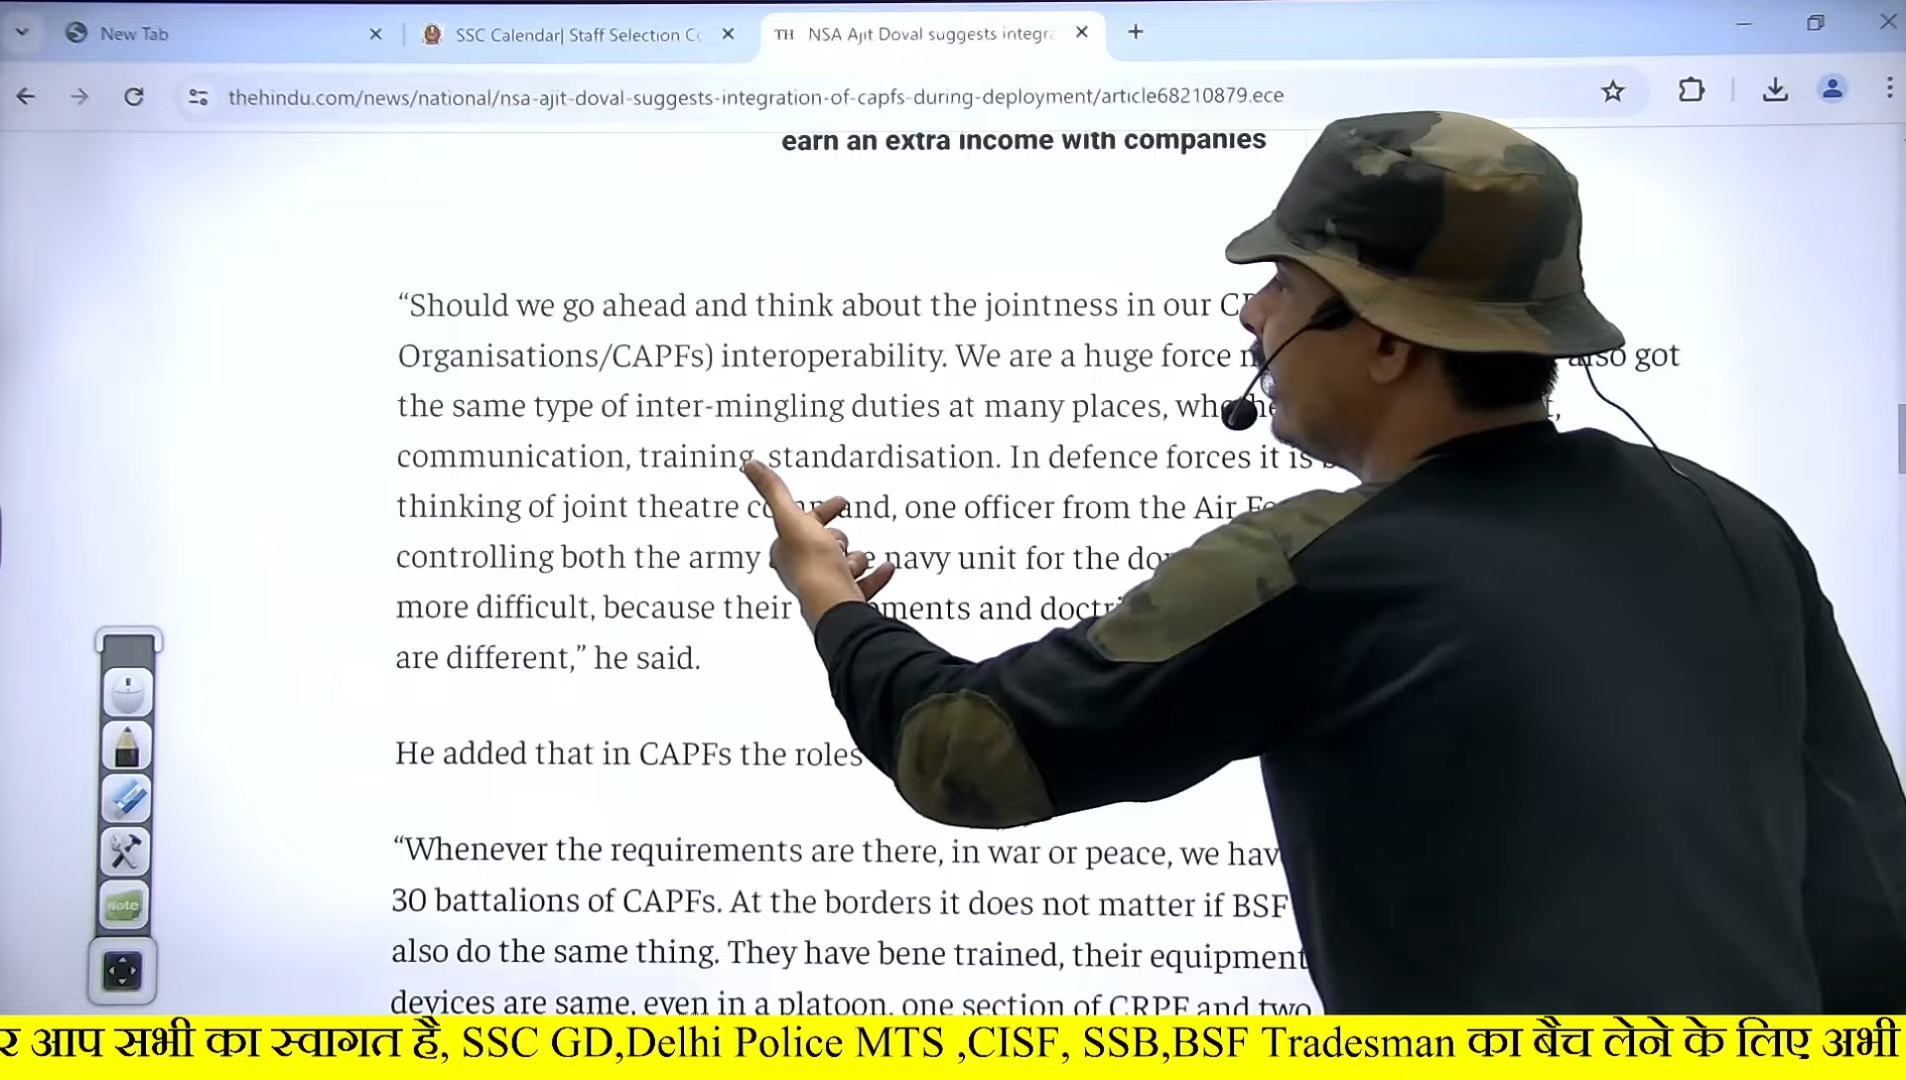 New Tab
SSC Calendar| Staff Selection Co
TH NSA Ajit Doval suggests integra
thehindu.com/news/national/nsa-ajit-doval-suggests-integration-of-capfs-during-deployment/article68210879.ece
earn an extra income with companies
“Should we go ahead and think about the jointness in our
Organisations/CAPFs) interoperability. We are a huge force also got
the same type of inter-mingling duties at many places,
communication, training, standardisation. In defence forces it is
thinking of joint theatre command, one officer from the Air
controlling both the army navy unit for the
more difficult, because their and
are different,” he said.
He added that in CAPFs the roles
“Whenever the requirements are there, in war or peace, we have
30 battalions of CAPFs. At the borders it does not matter if BSF
also do the same thing. They have bene trained, their equipment
devices are same, even in a platoon, one section of CRPF and two
Note
र आप सभी का स्वागत है, SSC GD,Delhi Police MTS ,CISF, SSB,BSF Tradesman का बैच लेने के लिए अभी